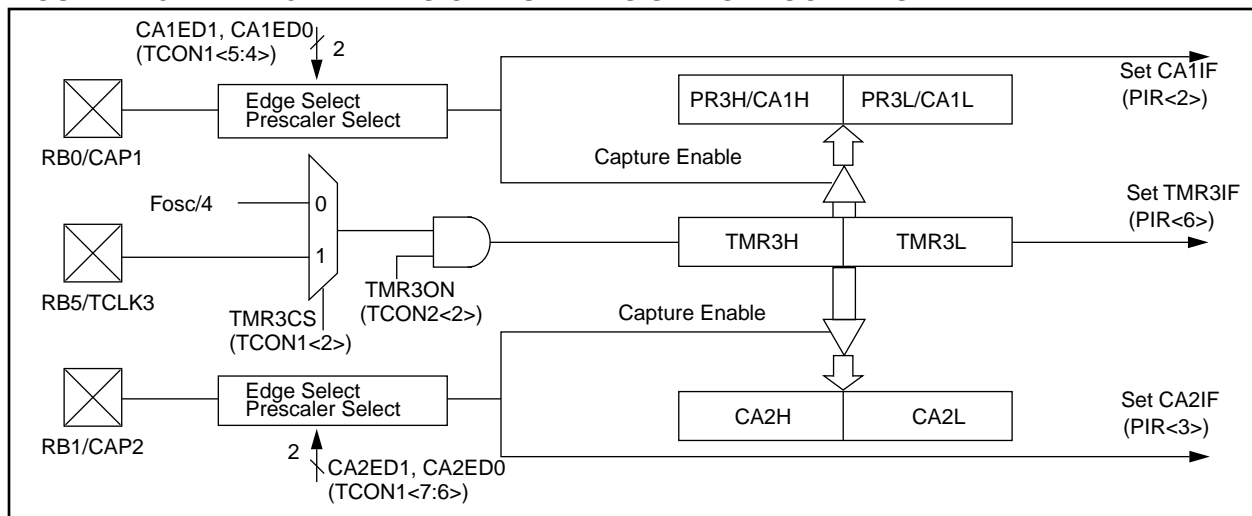 CA1ED1, CA1ED0
(TCON1<5:4>)
2
Edge Select
Prescaler Select
RB0/CAP1
Set CA1IF
(PIR<2>)
PR3H/CA1H
PR3L/CA1L
Capture Enable
Fosc/4
0
1
RB5/TCLK3
TMR3CS
(TCON1<2>)
TMR3ON
(TCON2<2>)
TMR3H
TMR3L
Set TMR3IF
(PIR<6>)
Capture Enable
Edge Select
Prescaler Select
RB1/CAP2
2
CA2ED1, CA2ED0
(TCON1<7:6>)
CA2H
CA2L
Set CA2IF
(PIR<3>)